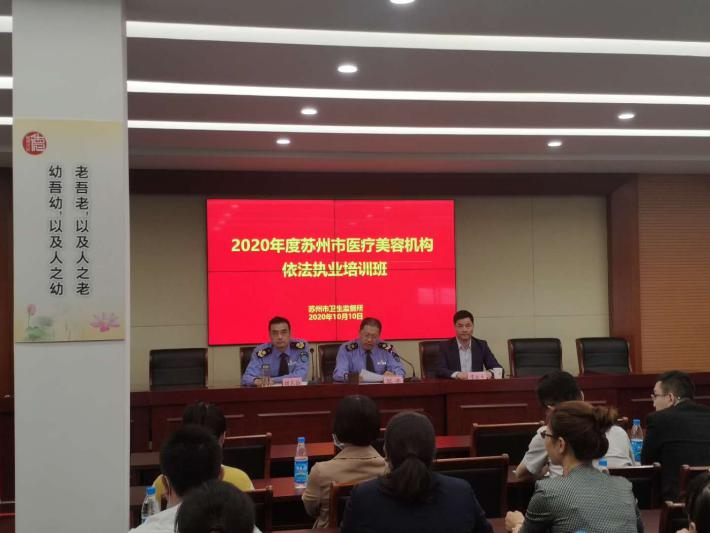 老吾老，以及人之老
幼吾幼，以及人之幼
2020年度苏州市医疗美容机构
依法执业培训班
苏州市卫生监督所
2020年10月10日